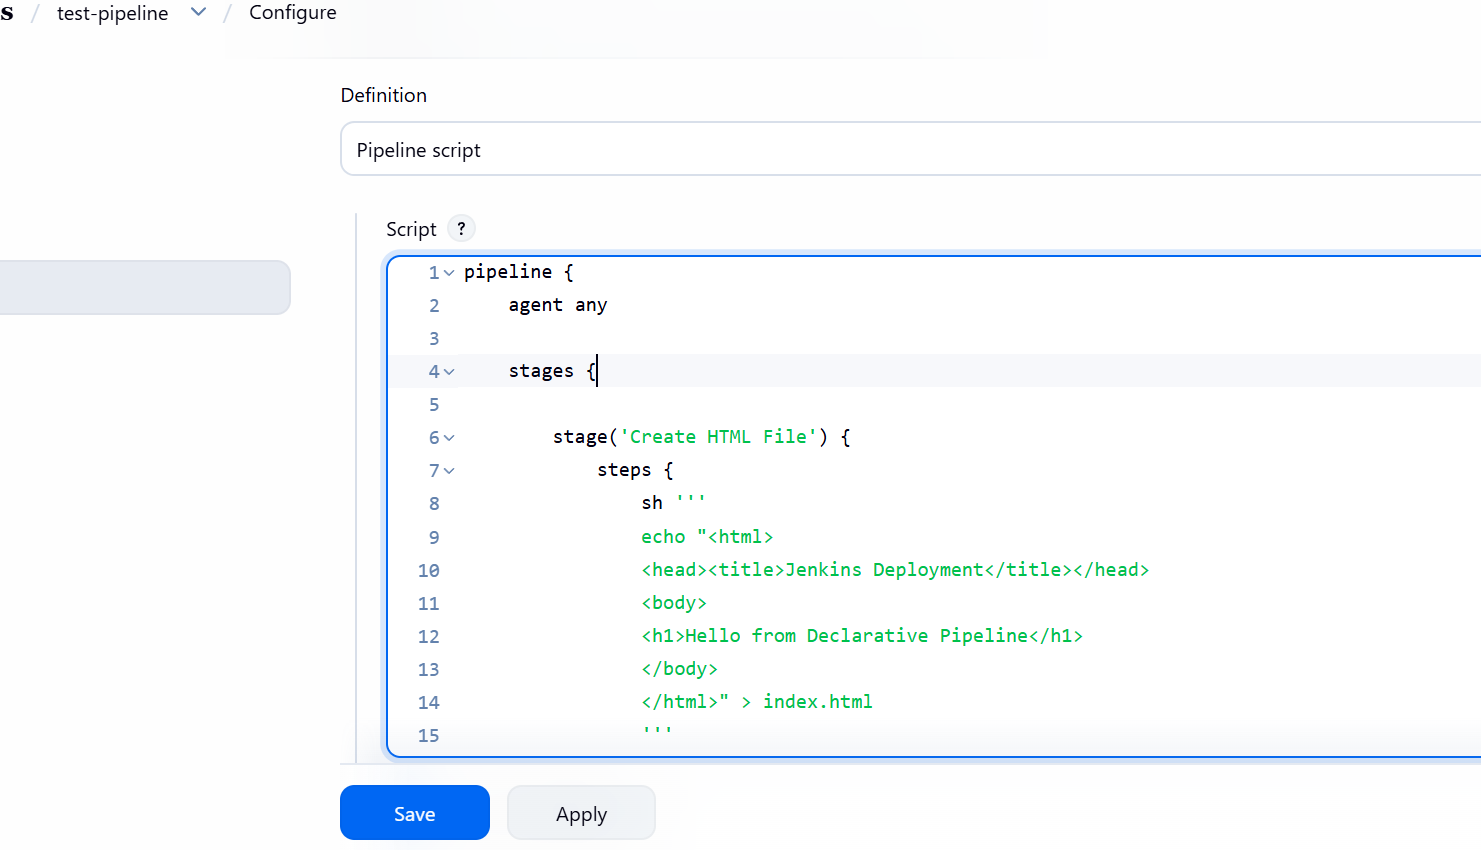 s / test-pipeline / Configure
Definition
Pipeline script
Script ?
1 pipeline {
2 agent any
3
4 stages {
5
6 stage('Create HTML File') {
7 steps {
8 sh '''
9 echo "<html>
10 <head><title>Jenkins Deployment</title></head>
11 <body>
12 <h1>Hello from Declarative Pipeline</h1>
13 </body>
14 </html>" > index.html
15 '''
Save Apply